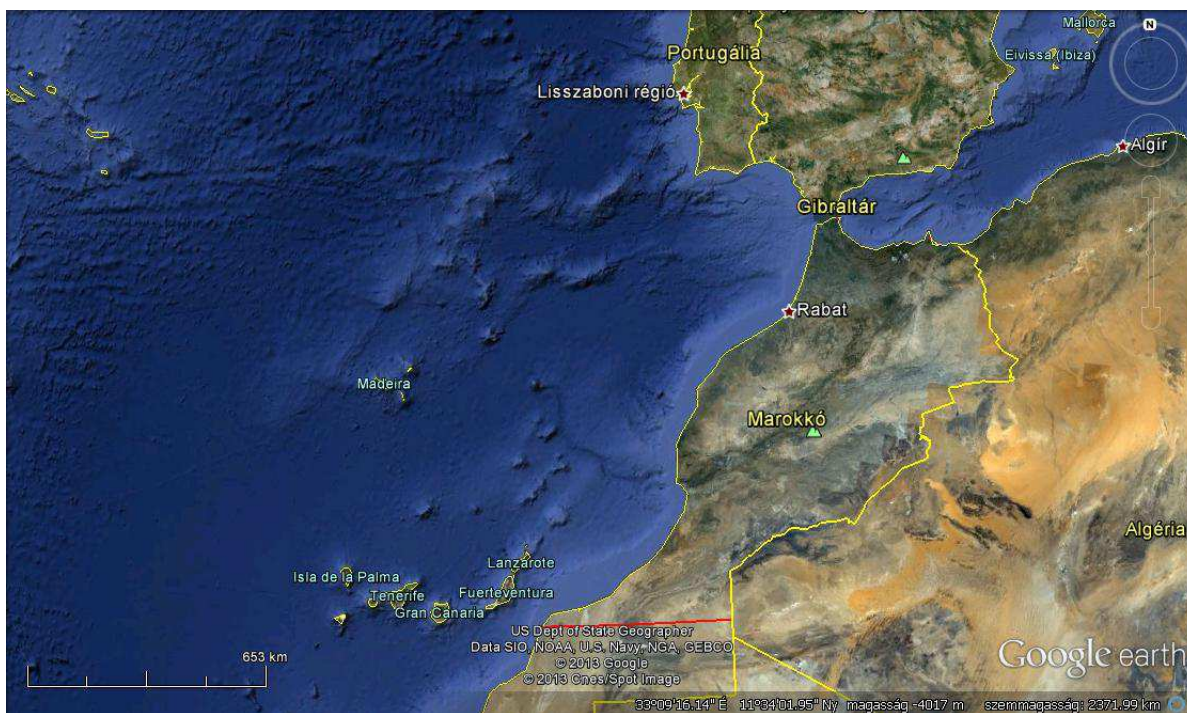 Mallorca
N
Portugália
Eivissa (Ibiza)
Lisszaboni régió
Algír
Gibraltár
Rabat
Madeira
Marokkó
Algéria
Lanzarote
Isla de la Palma
Tenerife
Fuerteventura
Gran Canaria
US Dept of State Geographer
Data SIO, NOAA, U.S. Navy, NGA, GEBCO
© 2013 Google
© 2013 Cnes/Spot Image
653 km
Google earth
33°09'16.14" É 11°34'01.95" Ny magasság -4017 m szemmagasság: 2371.99 km